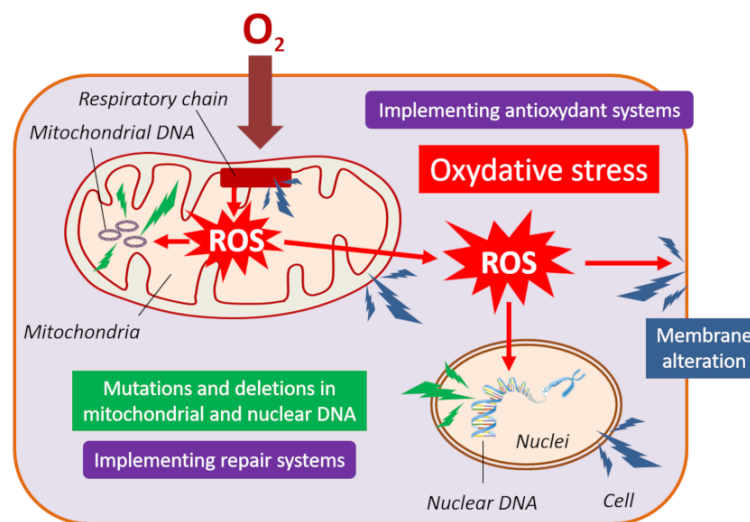 O₂
Respiratory chain
Mitochondrial DNA
Implementing antioxydant systems
Oxydative stress
ROS
ROS
Mitochondria
Membrane
alteration
Mutations and deletions in
mitochondrial and nuclear DNA
Implementing repair systems
Nuclei
Nuclear DNA
Cell